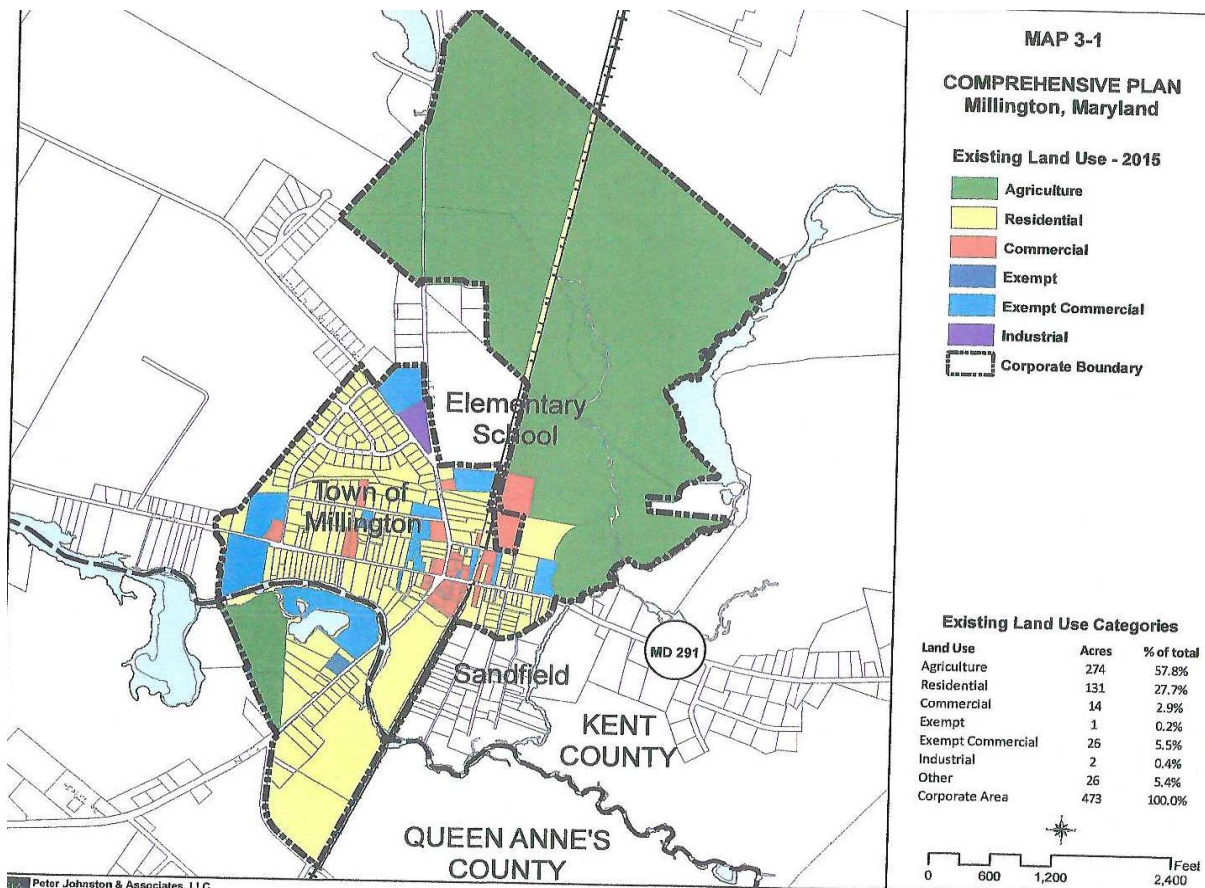 MAP 3-1
COMPREHENSIVE PLAN
Millington, Maryland
Existing Land Use - 2015
Agriculture
Residential
Commercial
Exempt
Exempt Commercial
Industrial
Corporate Boundary
Elementary
School
Town of
Millington
MD 291
Sandfield
KENT
COUNTY
QUEEN ANNE'S
COUNTY
Existing Land Use Categories
Land Use Acres % of total
Agriculture 274 57.8%
Residential 131 27.7%
Commercial 14 2.9%
Exempt 1 0.2%
Exempt Commercial 26 5.5%
Industrial 2 0.4%
Other 26 5.4%
Corporate Area 473 100.0%
Feet
0 600 1,200 2,400
Peter Johnston & Associates, LLC